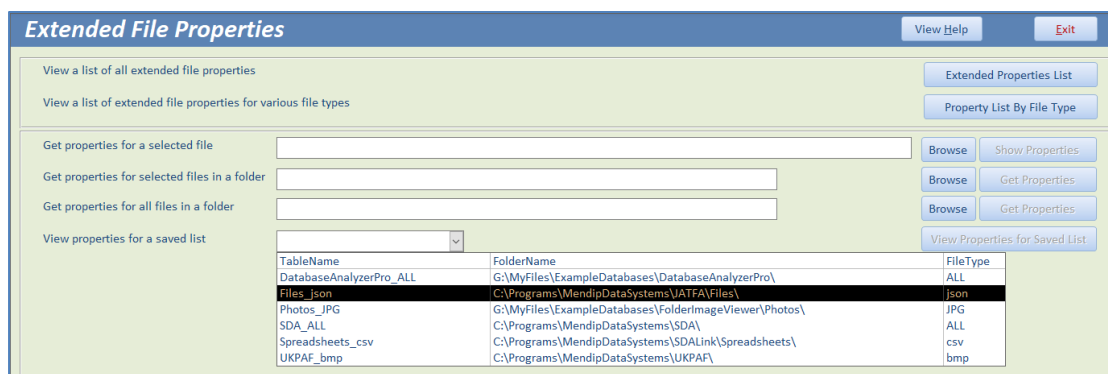 Extended File Properties View Help Exit
View a list of all extended file properties Extended Properties List
View a list of extended file properties for various file types Property List By File Type
Get properties for a selected file Browse Show Properties
Get properties for selected files in a folder Browse Get Properties
Get properties for all files in a folder Browse Get Properties
View properties for a saved list View Properties for Saved List
TableName FolderName FileType
DatabaseAnalyzerPro_ALL G:\MyFiles\ExampleDatabases\DatabaseAnalyzerPro\ ALL
Files_json C:\Programs\MendipDataSystems\JATFA\Files\ json
Photos_JPG G:\MyFiles\ExampleDatabases\FolderImageViewer\Photos\ JPG
SDA_ALL C:\Programs\MendipDataSystems\SDA\ ALL
Spreadsheets_csv C:\Programs\MendipDataSystems\SDALink\Spreadsheets\ csv
UKPAF_bmp C:\Programs\MendipDataSystems\UKPAF\ bmp